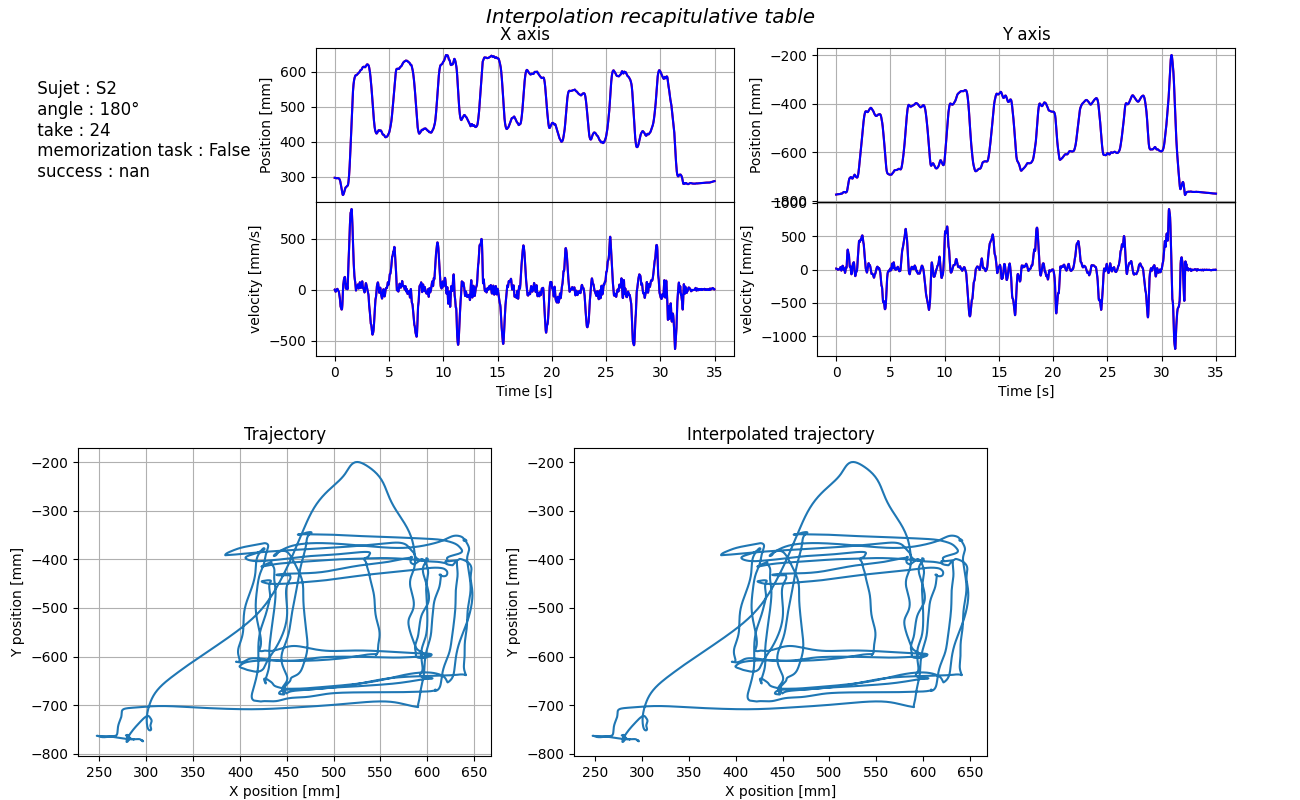 Interpolation recapitulative table
X axis
Y axis
Sujet : S2
angle : 180°
take : 24
memorization task : False
success : nan
Position [mm]
600
500
400
300
velocity [mm/s]
500
0
−500
0 5 10 15 20 25 30 35
Time [s]
Position [mm]
−200
−400
−600
−800
velocity [mm/s]
1000
500
0
−500
−1000
0 5 10 15 20 25 30 35
Time [s]
Trajectory
Y position [mm]
−200
−300
−400
−500
−600
−700
−800
250 300 350 400 450 500 550 600 650
X position [mm]
Interpolated trajectory
Y position [mm]
−200
−300
−400
−500
−600
−700
−800
250 300 350 400 450 500 550 600 650
X position [mm]